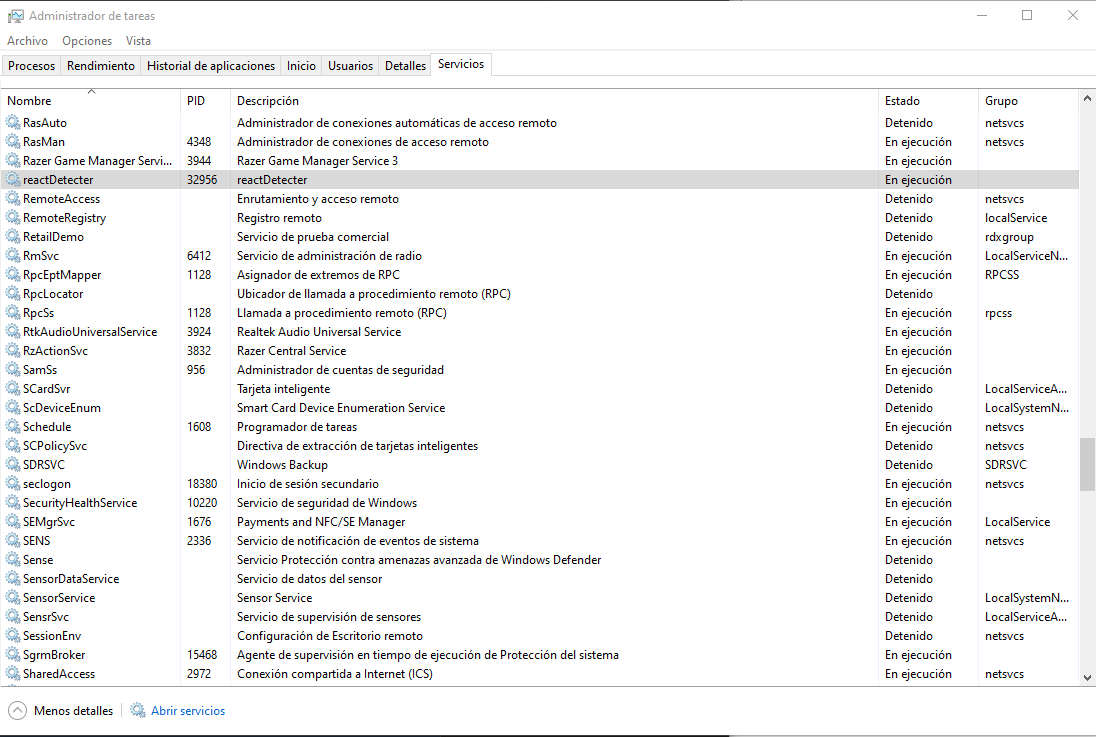 Administrador de tareas
Archivo Opciones Vista
Procesos Rendimiento Historial de aplicaciones Inicio Usuarios Detalles Servicios
Nombre PID Descripción Estado Grupo
RasAuto Administrador de conexiones automáticas de acceso remoto Detenido netsvcs
RasMan 4348 Administrador de conexiones de acceso remoto En ejecución netsvcs
Razer Game Manager Servi... 3944 Razer Game Manager Service 3 En ejecución
reactDetecter 32956 reactDetecter En ejecución
RemoteAccess Enrutamiento y acceso remoto Detenido netsvcs
RemoteRegistry Registro remoto Detenido localService
RetailDemo Servicio de prueba comercial Detenido rdxgroup
RmSvc 6412 Servicio de administración de radio En ejecución LocalServiceN...
RpcEptMapper 1128 Asignador de extremos de RPC En ejecución RPCSS
RpcLocator Ubicador de llamada a procedimiento remoto (RPC) Detenido
RpcSs 1128 Llamada a procedimiento remoto (RPC) En ejecución rpcss
RtkAudioUniversalService 3924 Realtek Audio Universal Service En ejecución
RzActionSvc 3832 Razer Central Service En ejecución
SamSs 956 Administrador de cuentas de seguridad En ejecución
SCardSvr Tarjeta inteligente Detenido LocalServiceA...
ScDeviceEnum Smart Card Device Enumeration Service Detenido LocalSystemN...
Schedule 1608 Programador de tareas En ejecución netsvcs
SCPolicySvc Directiva de extracción de tarjetas inteligentes Detenido netsvcs
SDRSVC Windows Backup Detenido SDRSVC
seclogon 18380 Inicio de sesión secundario En ejecución netsvcs
SecurityHealthService 10220 Servicio de seguridad de Windows En ejecución
SEMgrSvc 1676 Payments and NFC/SE Manager En ejecución LocalService
SENS 2336 Servicio de notificación de eventos de sistema En ejecución netsvcs
Sense Servicio Protección contra amenazas avanzada de Windows Defender Detenido
SensorDataService Servicio de datos del sensor Detenido
SensorService Sensor Service Detenido LocalSystemN...
SensrSvc Servicio de supervisión de sensores Detenido LocalServiceA...
SessionEnv Configuración de Escritorio remoto Detenido netsvcs
SgrmBroker 15468 Agente de supervisión en tiempo de ejecución de Protección del sistema En ejecución
SharedAccess 2972 Conexión compartida a Internet (ICS) En ejecución netsvcs
Menos detalles Abrir servicios